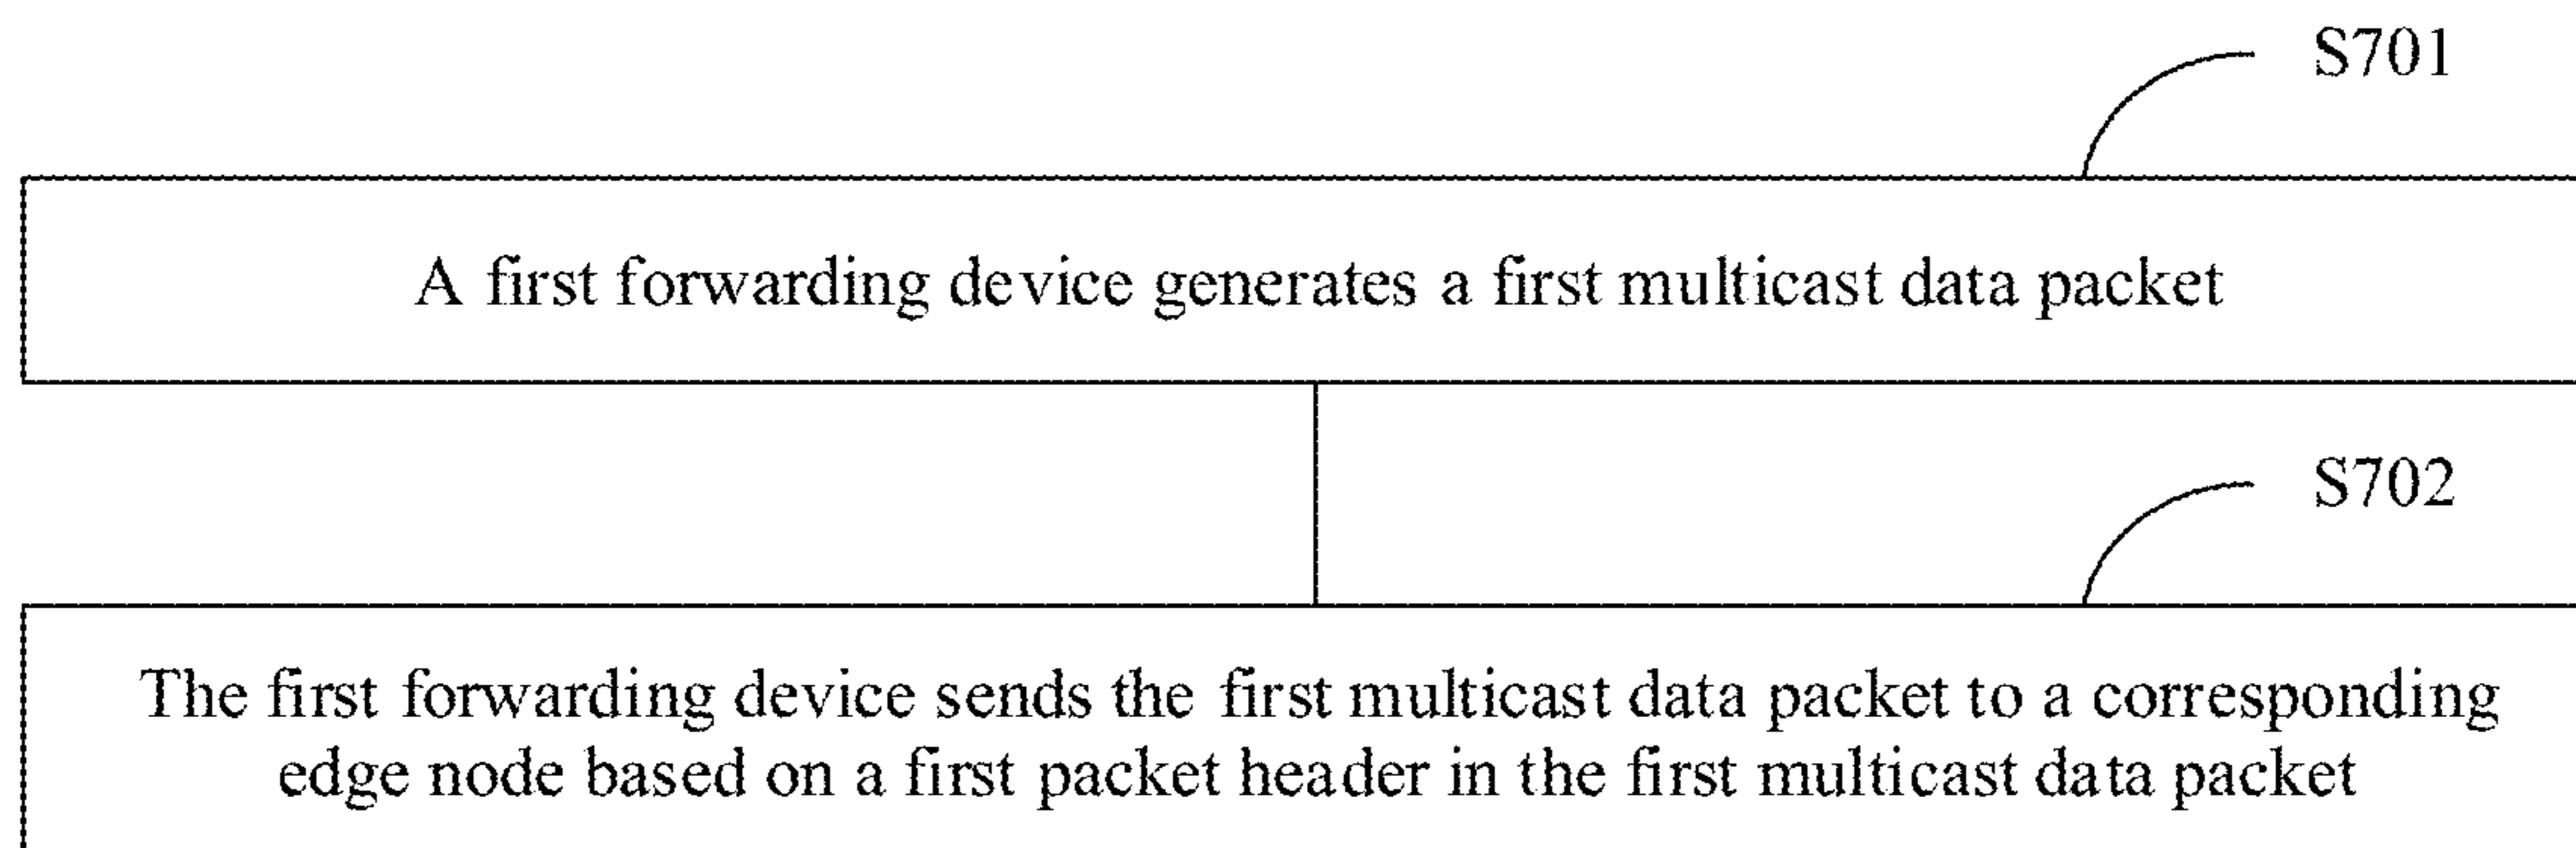 S701
A first forwarding device generates a first multicast data packet
S702
The first forwarding device sends the first multicast data packet to a corresponding
edge node based on a first packet header in the first multicast data packet